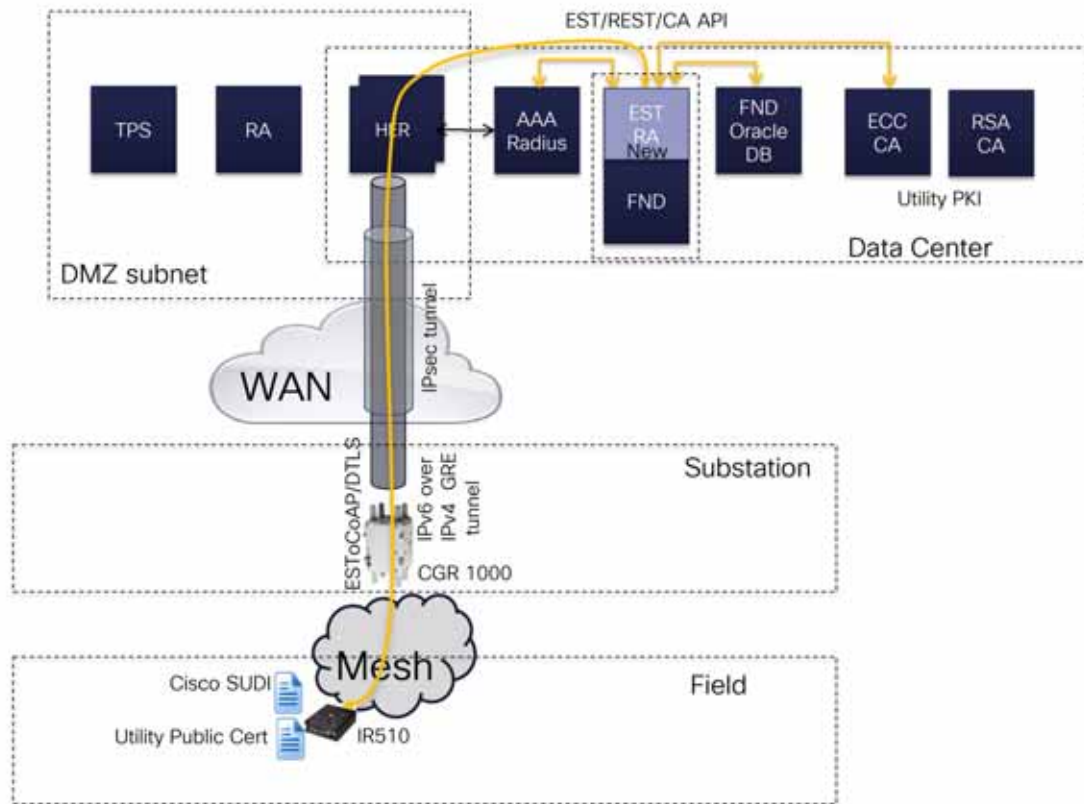 EST/REST/CA API
TPS
RA
HER
AAA
Radius
EST
RA
New
FND
FND
Oracle
DB
ECC
CA
RSA
CA
Utility PKI
Data Center
DMZ subnet
IPsec tunnel
WAN
Substation
ESToCoAP/DTLS
IPv6 over
IPv4 GRE
tunnel
CGR 1000
Mesh
Field
Cisco SUDI
Utility Public Cert
IR510